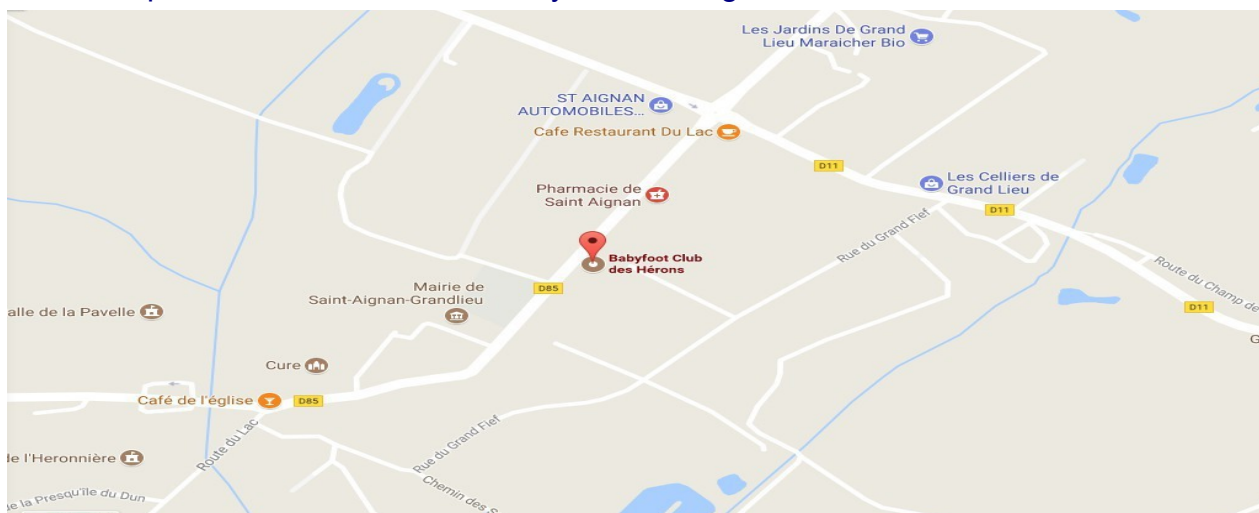 Les Jardins De Grand
Lieu Maraicher Bio
ST AIGNAN
AUTOMOBILES...
Cafe Restaurant Du Lac
D11
Les Celliers de
Grand Lieu
Pharmacie de
Saint Aignan
D11
Rue du Grand Fief
Babyfoot Club
des Hérons
Route du Champ de
Mairie de
Saint-Aignan-Grandlieu
D85
D11
alle de la Pavelle
G
Cure
Café de l'église
D85
Route du Lac
Rue du Grand Fief
de l'Heronnière
Chemin des S
de la Presqu'île du Dun